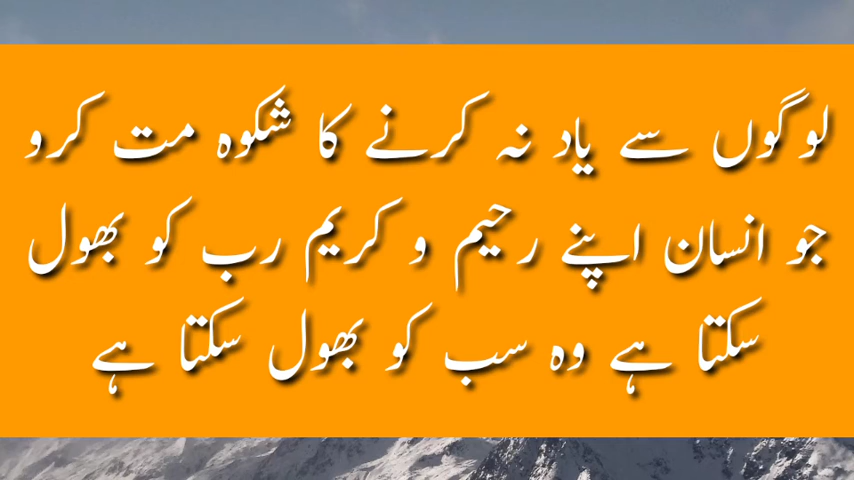 لوگوں سے یاد نہ کرنے کا شکوہ مت کرو
جو انسان اپنے رحیم و کریم رب کو بھول
سکتا ہے وہ سب کو بھول سکتا ہے